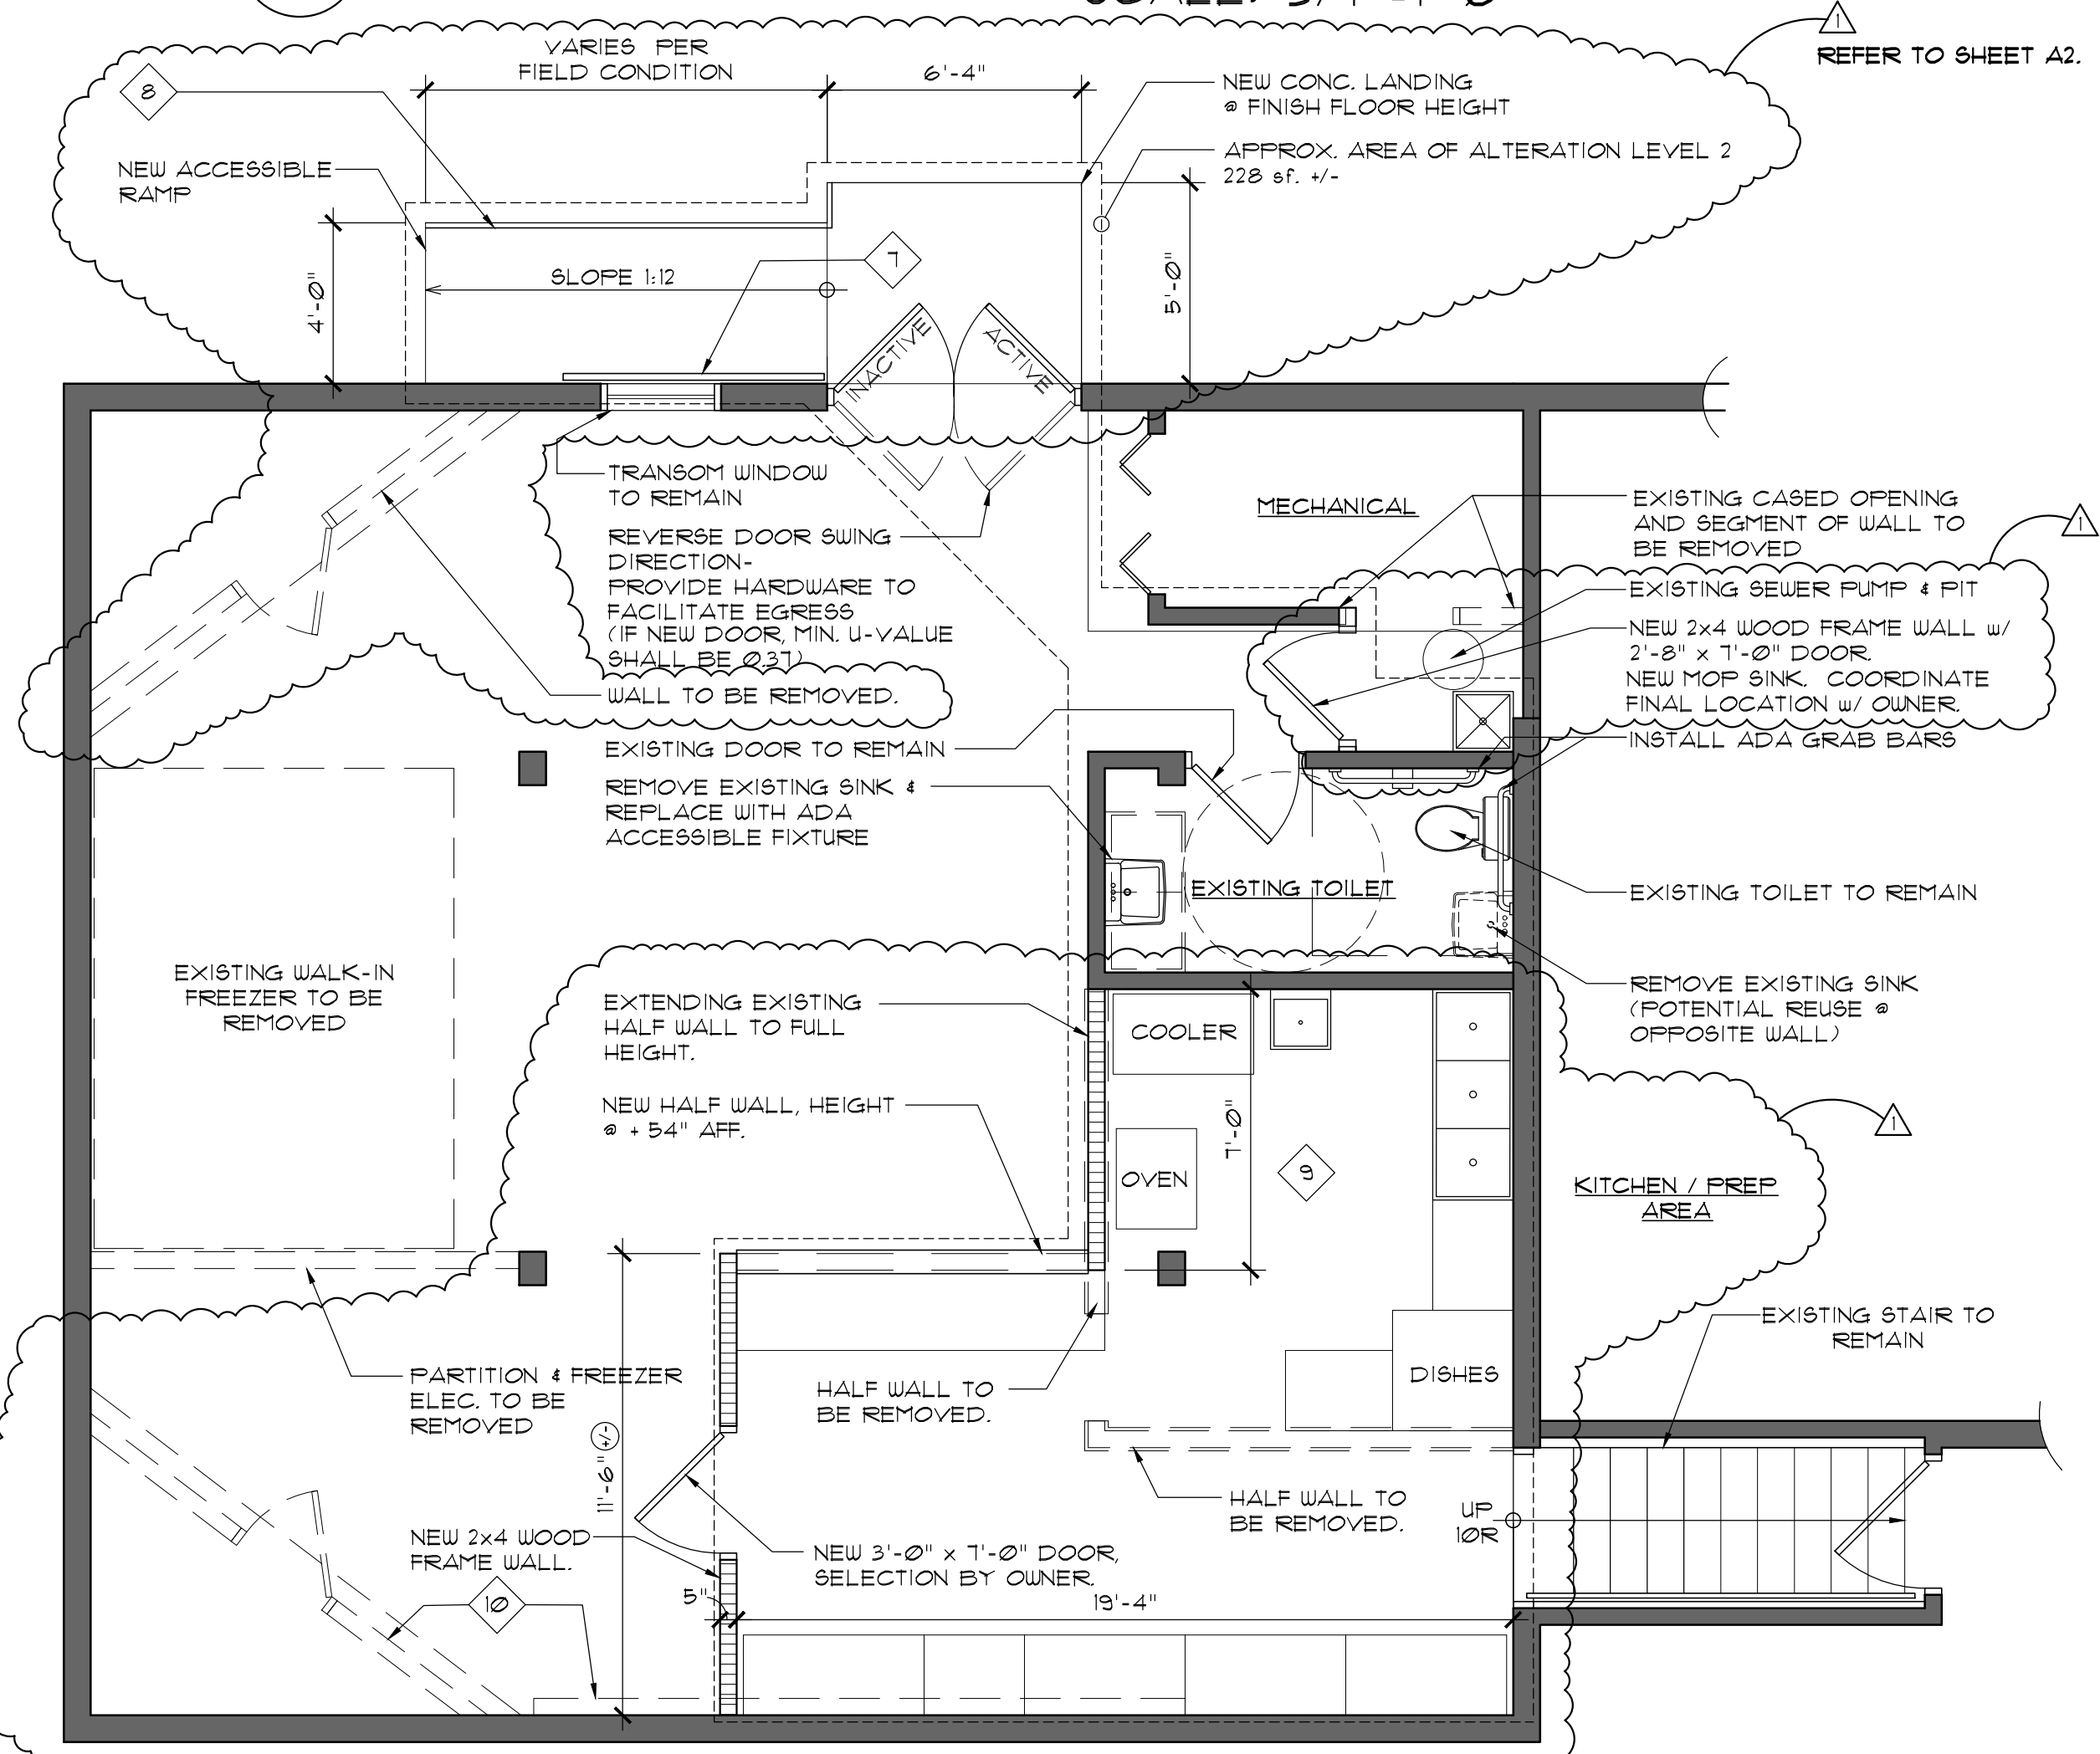 VARIES PER
FIELD CONDITION
6'-4"
1
REFER TO SHEET A2.
8
NEW CONC. LANDING
@ FINISH FLOOR HEIGHT
NEW ACCESSIBLE
RAMP
APPROX. AREA OF ALTERATION LEVEL 2
228 sf. +/-
7
SLOPE 1:12
4'-0"
5'-0"
INACTIVE
ACTIVE
TRANSOM WINDOW
TO REMAIN
MECHANICAL
EXISTING CASED OPENING
AND SEGMENT OF WALL TO
BE REMOVED
1
REVERSE DOOR SWING
DIRECTION-
PROVIDE HARDWARE TO
FACILITATE EGRESS
(IF NEW DOOR, MIN. U-VALUE
SHALL BE 0.37)
EXISTING SEWER PUMP & PIT
NEW 2x4 WOOD FRAME WALL w/
2'-8" x 7'-0" DOOR.
NEW MOP SINK. COORDINATE
FINAL LOCATION w/ OWNER.
WALL TO BE REMOVED.
INSTALL ADA GRAB BARS
EXISTING DOOR TO REMAIN
REMOVE EXISTING SINK &
REPLACE WITH ADA
ACCESSIBLE FIXTURE
EXISTING TOILET
EXISTING TOILET TO REMAIN
EXISTING WALK-IN
FREEZER TO BE
REMOVED
REMOVE EXISTING SINK
(POTENTIAL REUSE @
OPPOSITE WALL)
EXTENDING EXISTING
HALF WALL TO FULL
HEIGHT.
COOLER
NEW HALF WALL, HEIGHT
@ + 54" AFF.
7'-0"
1
OVEN
9
KITCHEN / PREP
AREA
EXISTING STAIR TO
REMAIN
PARTITION & FREEZER
ELEC. TO BE
REMOVED
HALF WALL TO
BE REMOVED.
DISHES
11'-6" +/-
HALF WALL TO
BE REMOVED.
UP
10R
NEW 2x4 WOOD
FRAME WALL.
NEW 3'-0" x 7'-0" DOOR,
SELECTION BY OWNER.
10
5"
19'-4"